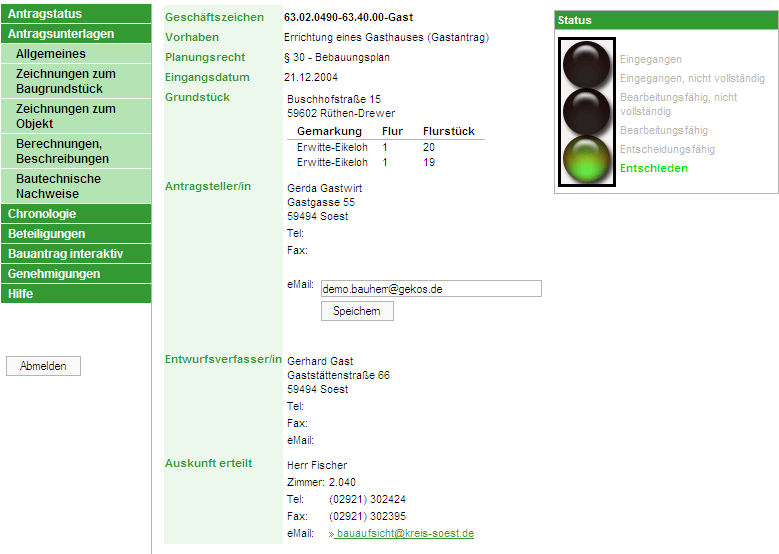 Antragstatus
Antragsunterlagen
Allgemeines
Zeichnungen zum
Baugrundstück
Zeichnungen zum
Objekt
Berechnungen,
Beschreibungen
Bautechnische
Nachweise
Chronologie
Beteiligungen
Bauantrag interaktiv
Genehmigungen
Hilfe
Abmelden
Geschäftszeichen 63.02.0490-63.40.00-Gast
Vorhaben Errichtung eines Gasthauses (Gastantrag)
Planungsrecht § 30 - Bebauungsplan
Eingangsdatum 21.12.2004
Grundstück Buschhofstraße 15
59602 Rüthen-Drewer
Gemarkung Flur Flurstück
Erwitte-Eikeloh 1 20
Erwitte-Eikeloh 1 19
Antragsteller/in Gerda Gastwirt
Gastgasse 55
59494 Soest
Tel:
Fax:
eMail: demo.bauherr@gekos.de
Speichern
Entwurfsverfasser/in Gerhard Gast
Gaststättenstraße 66
59494 Soest
Tel:
Fax:
eMail:
Auskunft erteilt Herr Fischer
Zimmer: 2.040
Tel: (02921) 302424
Fax: (02921) 302395
eMail: » bauaufsicht@kreis-soest.de
Status
Eingegangen
Eingegangen, nicht vollständig
Bearbeitungsfähig, nicht
vollständig
Bearbeitungsfähig
Entscheidungsfähig
Entschieden